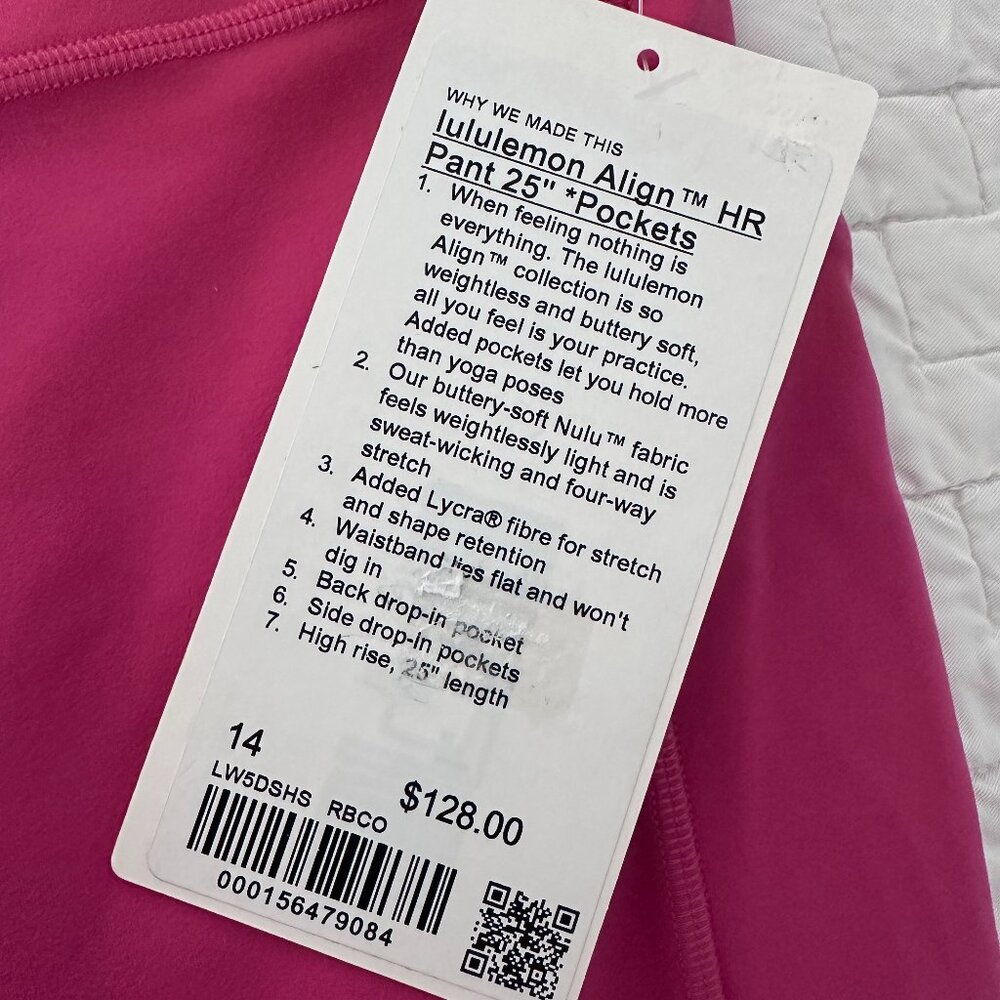 WHY WE MADE THIS
lululemon Align™ HR
Pant 25" *Pockets
1. When feeling nothing is
everything. The lululemon
Align™ collection is so
weightless and buttery soft,
all you feel is your practice.
Added pockets let you hold more
than yoga poses
2. Our buttery-soft Nulu™ fabric
feels weightlessly light and is
sweat-wicking and four-way
stretch
3. Added Lycra® fibre for stretch
and shape retention
4. Waistband lies flat and won't
dig in
5. Back drop-in pocket
6. Side drop-in pockets
7. High rise, 25" length
14
LW5DSHS RBCO
$128.00
000156479084